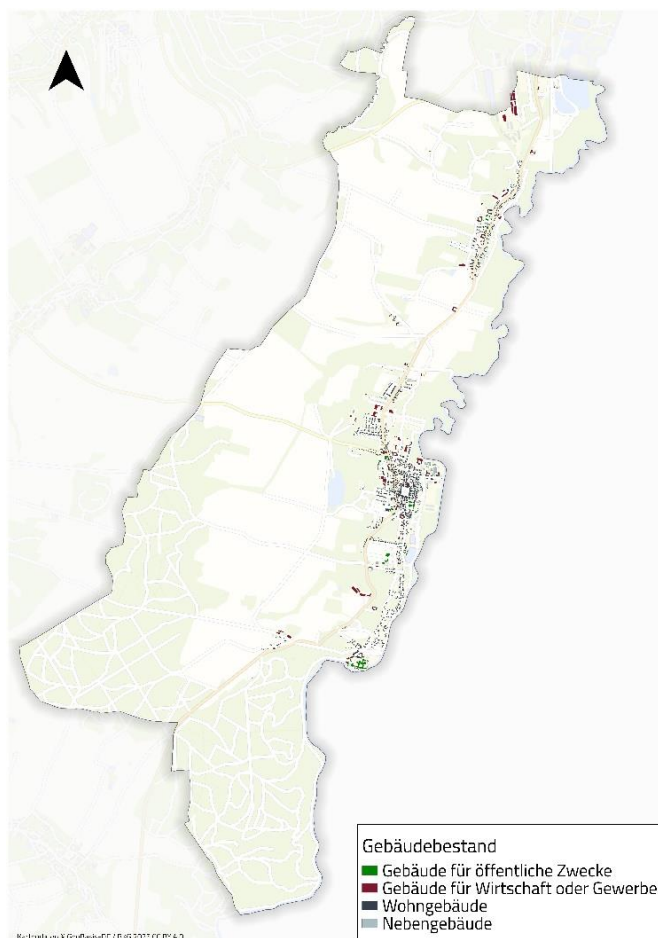 Gebäudebestand
Gebäude für öffentliche Zwecke
Gebäude für Wirtschaft oder Gewerbe
Wohngebäude
Nebengebäude